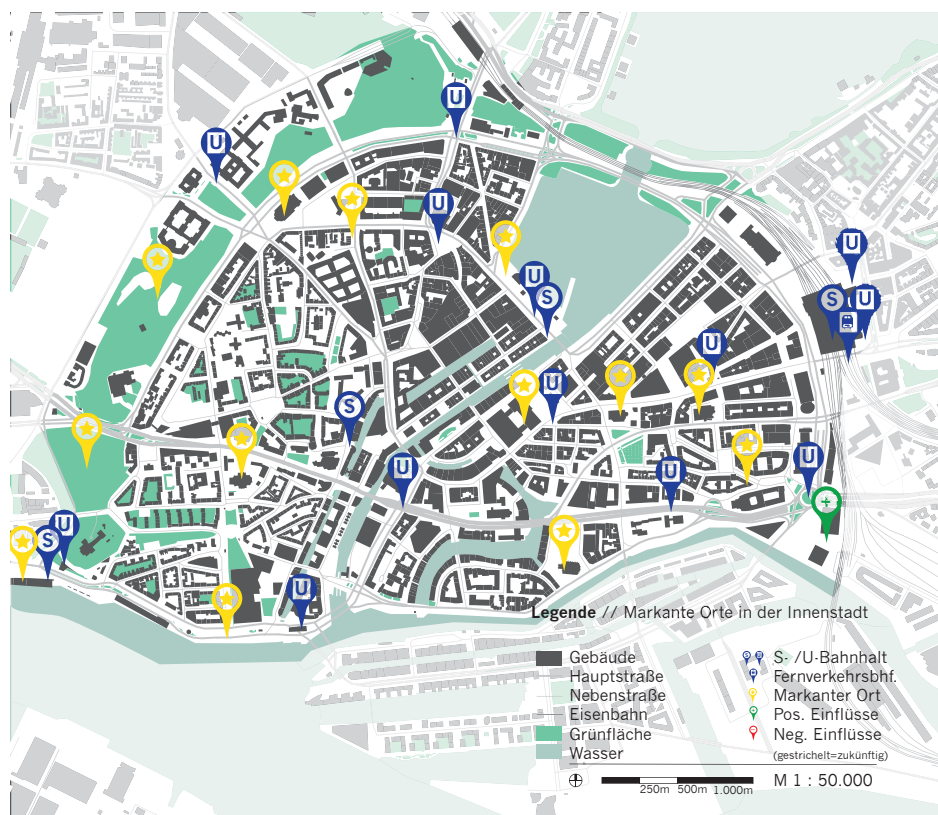 U
U
U
U
U
S
S
U
U
U
S
U
U
U
U
S
U
U
Legende // Markante Orte in der Innenstadt
Gebäude
S- /U-Bahnhalt
Hauptstraße
Fernverkehrsbhf.
Nebenstraße
Markanter Ort
Eisenbahn
Pos. Einflüsse
Grünfläche
Neg. Einflüsse
Wasser
(gestrichelt=zukünftig)
250m 500m 1.000m
M 1 : 50.000